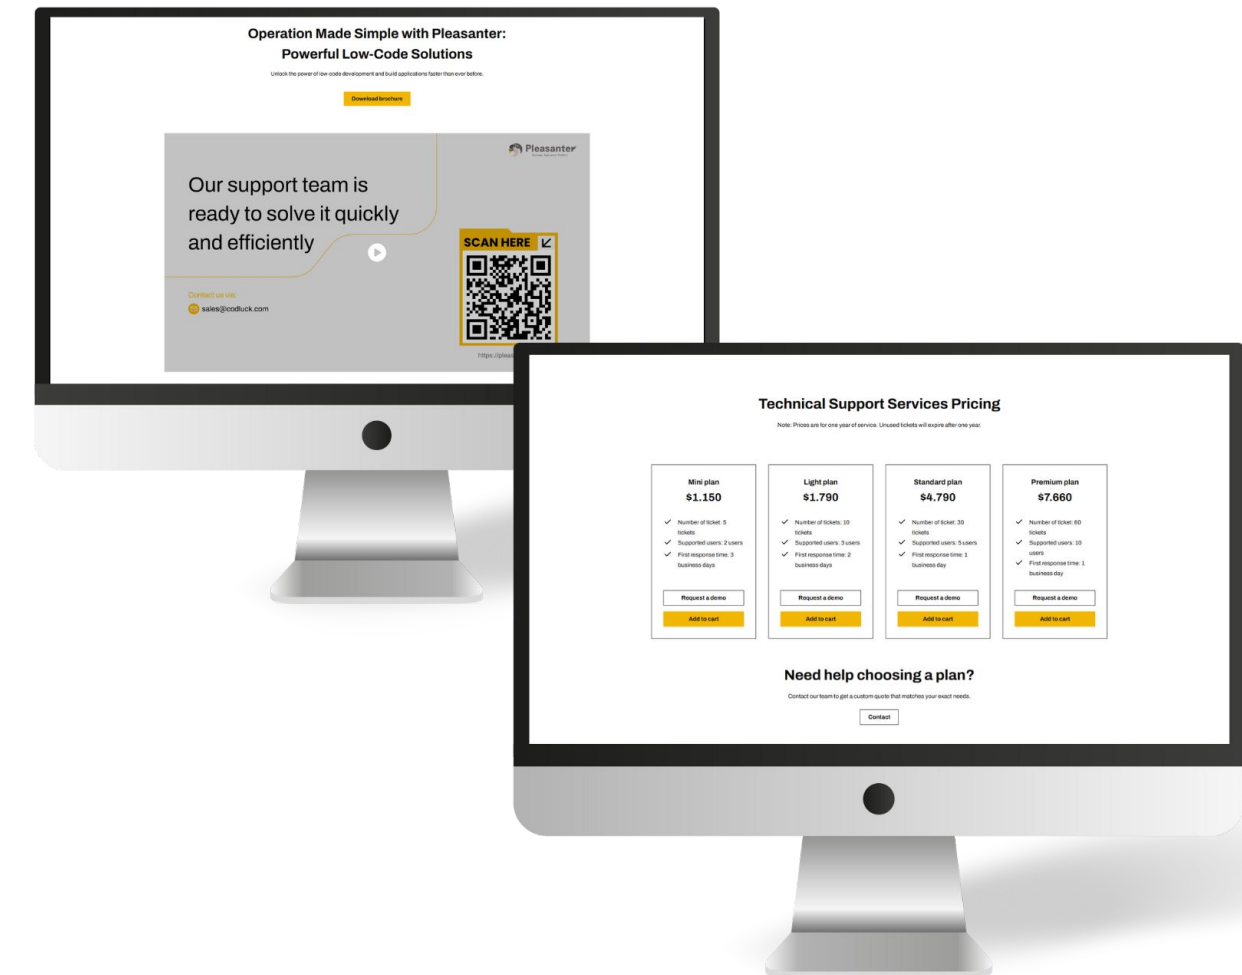 Operation Made Simple with Pleasanter:
Powerful Low-Code Solutions
Unlock the power of low-code development and build applications faster than ever before.
Download brochure
Pleasanter
Our support team is
ready to solve it quickly
and efficiently
SCAN HERE
Contact us via:
sales@codluck.com
Technical Support Services Pricing
Note: Prices are for one year of service. Unused tickets will expire after one year.
Mini plan
$1.150
Number of ticket: 5
tickets
Supported users: 2 users
First response time: 3
business days
Request a demo
Add to cart
Light plan
$1.790
Number of tickets: 10
tickets
Supported users: 3 users
First response time: 2
business days
Request a demo
Add to cart
Standard plan
$4.790
Number of ticket: 30
tickets
Supported users: 5 users
First response time: 1
business day
Request a demo
Add to cart
Premium plan
$7.660
Number of ticket: 60
tickets
Supported users: 10
users
First response time: 1
business day
Request a demo
Add to cart
Need help choosing a plan?
Contact our team to get a custom quote that matches your exact needs.
Contact